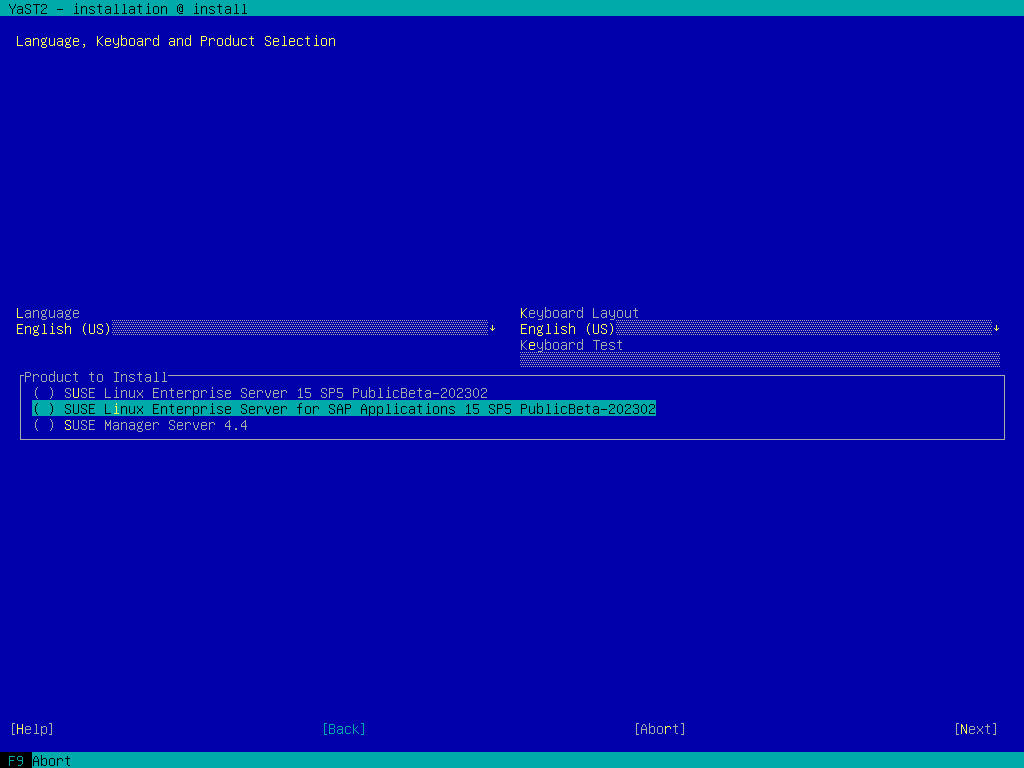 YaST2 - installation @ install
Language, Keyboard and Product Selection
Language
English (US)↓
Keyboard Layout
English (US)↓
Keyboard Test
Product to Install
( ) SUSE Linux Enterprise Server 15 SP5 PublicBeta-202302
( ) SUSE Linux Enterprise Server for SAP Applications 15 SP5 PublicBeta-202302
( ) SUSE Manager Server 4.4
[Help] [Back] [Abort] [Next]
F9 Abort